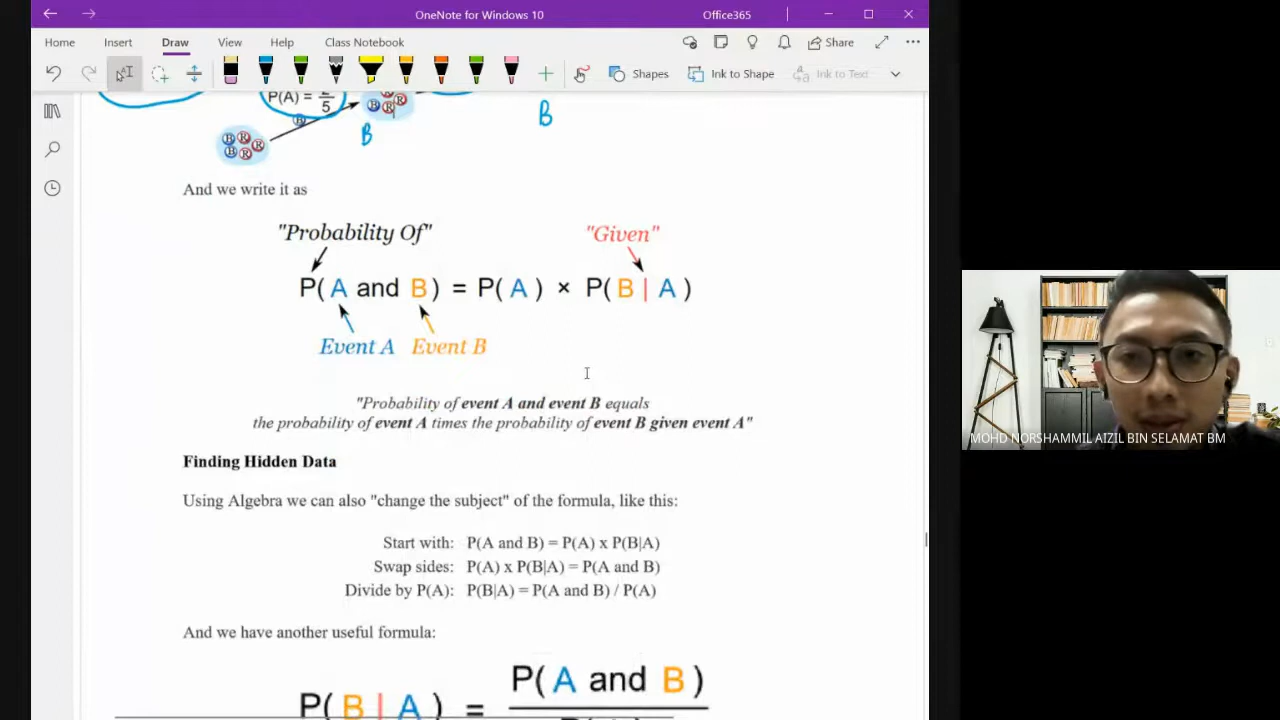 OneNote for Windows 10
Office365
Home Insert Draw View Help Class Notebook
Share
Shapes
Ink to Shape
Ink to Text
P(A) =
5
B
B
B R R
B R
B
B R R
B R
And we write it as
"Probability Of" "Given"
P( A and B ) = P( A ) × P( B | A )
Event A Event B
"Probability of event A and event B equals
the probability of event A times the probability of event B given event A"
Finding Hidden Data
Using Algebra we can also "change the subject" of the formula, like this:
Start with: P(A and B) = P(A) x P(B|A)
Swap sides: P(A) x P(B|A) = P(A and B)
Divide by P(A): P(B|A) = P(A and B) / P(A)
And we have another useful formula:
P( A and B )
P( B | A ) =
MOHD NORSHAMMIL AIZIL BIN SELAMAT BM